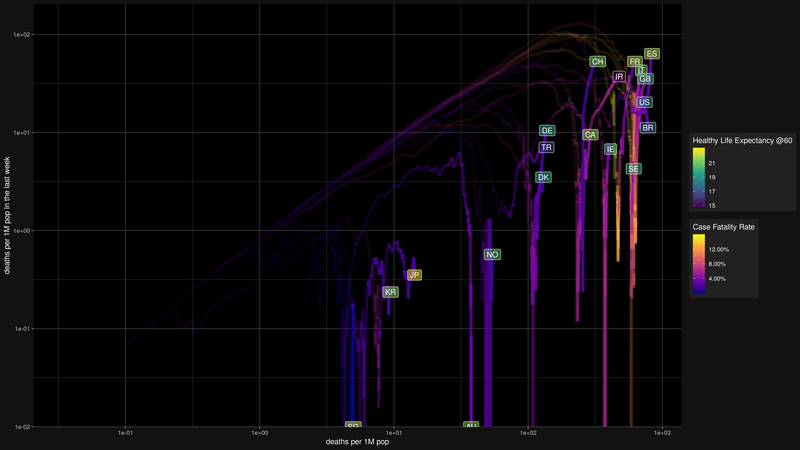 1e+02
1e+01
1e+00
1e-01
1e-02
deaths per 1M pop in the last week
ES
CH
FR
IT
IR
GB
US
BR
DE
CA
TR
IE
SE
DK
NO
JP
KR
SG
AU
1e-01
1e+00
1e+01
1e+02
1e+03
deaths per 1M pop
Healthy Life Expectancy @60
21
19
17
15
Case Fatality Rate
12.00%
8.00%
4.00%